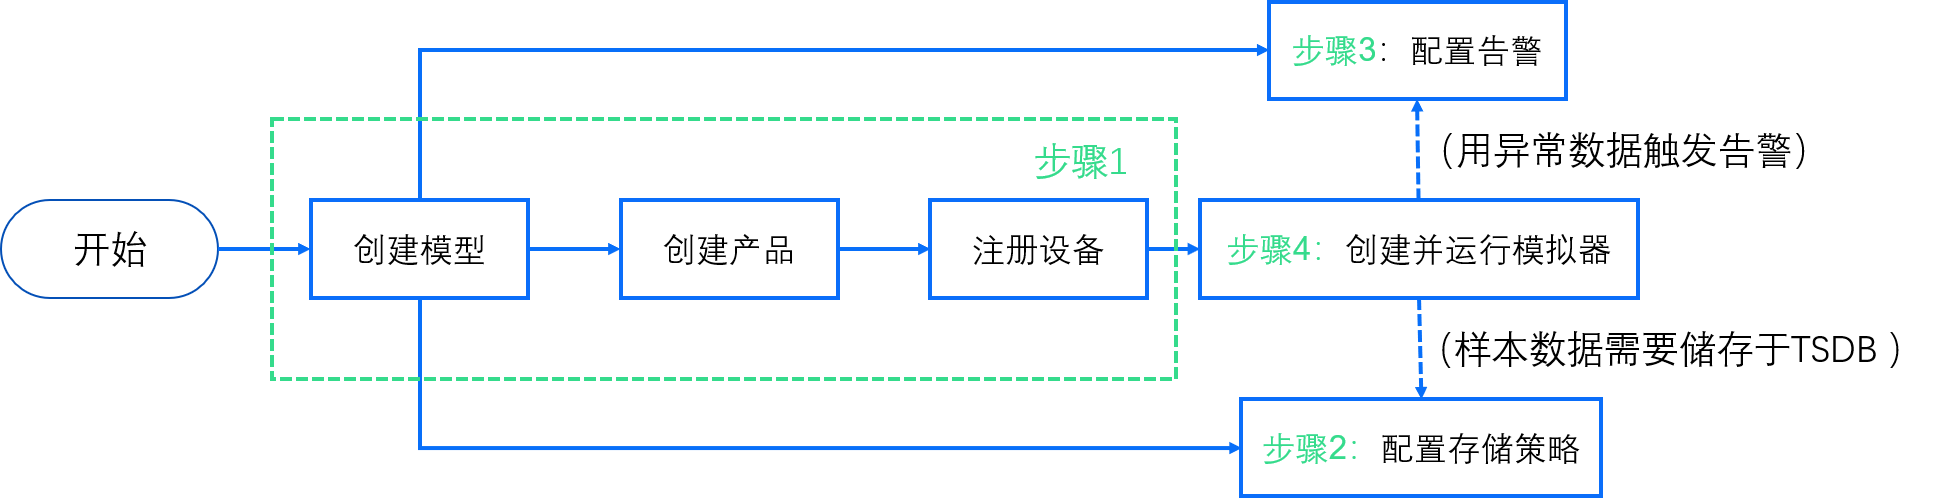 步骤3：配置告警
（用异常数据触发告警）
步骤1
开始
创建模型
创建产品
注册设备
步骤4：创建并运行模拟器
（样本数据需要储存于TSDB ）
步骤2：配置存储策略